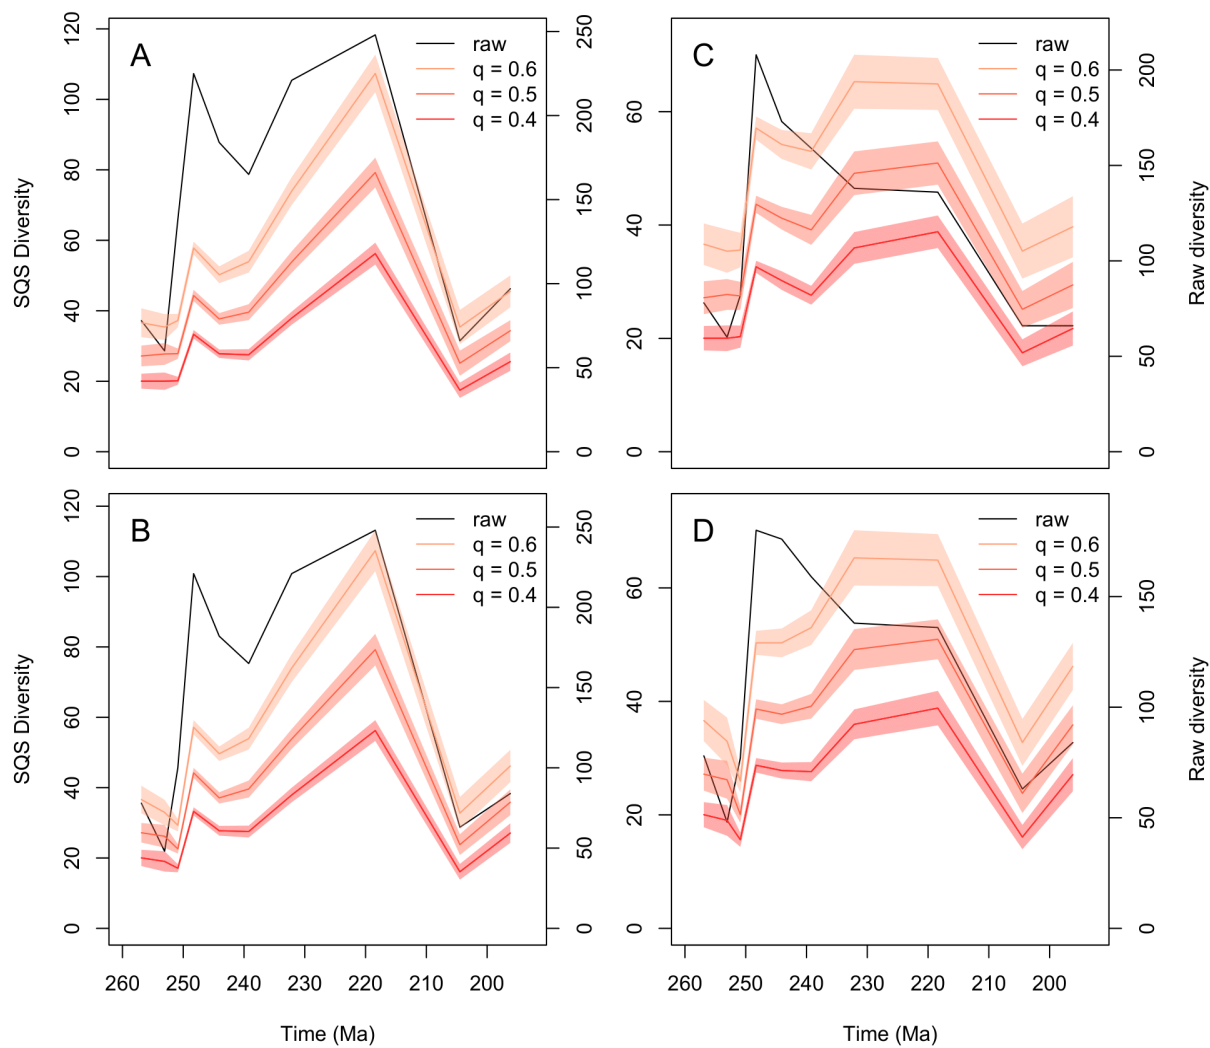 A
raw
q = 0.6
q = 0.5
q = 0.4
SQS Diversity
0
20
40
60
80
100
120
0
50
100
150
200
250
C
raw
q = 0.6
q = 0.5
q = 0.4
0
20
40
60
0
50
100
150
200
Raw diversity
B
raw
q = 0.6
q = 0.5
q = 0.4
SQS Diversity
0
20
40
60
80
100
120
0
50
100
150
200
250
260 250 240 230 220 210 200
Time (Ma)
D
raw
q = 0.6
q = 0.5
q = 0.4
0
20
40
60
0
50
100
150
Raw diversity
260 250 240 230 220 210 200
Time (Ma)